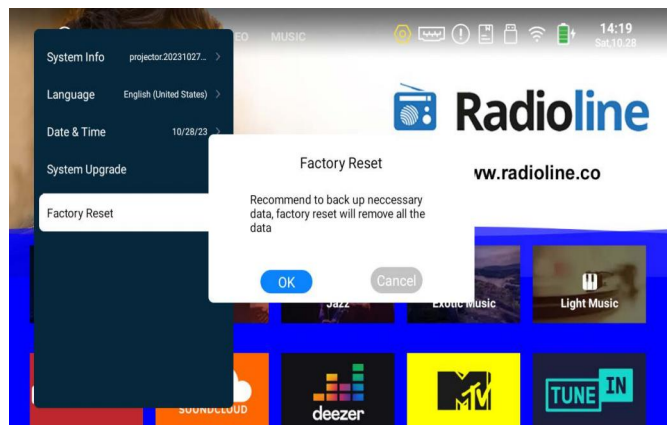 EO MUSIC
14:19
Sat,10.28
System Info projector.20231027...
Language English (United States)
Date & Time 10/28/23
System Upgrade
Factory Reset
Radioline
ww.radioline.co
Factory Reset
Recommend to back up neccessary
data, factory reset will remove all the
data
OK Cancel
Jazz Exotic Music Light Music
SOUNDCLOUD
deezer
MTV
TUNE IN